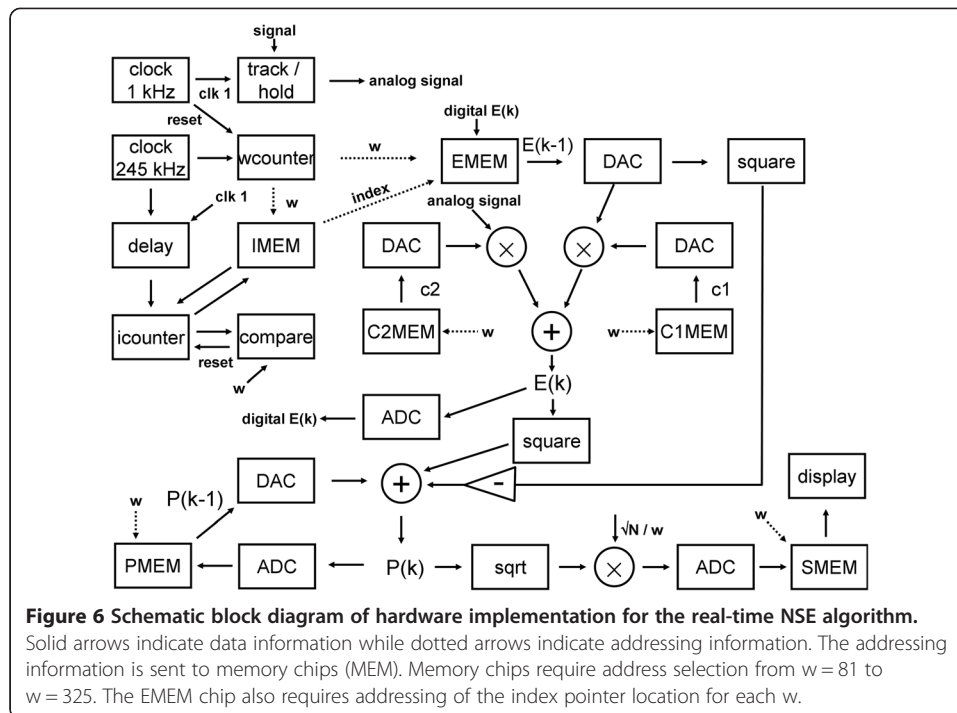 signal
clock
1 kHz
clk 1
track /
hold
analog signal
reset
digital E(k)
clock
245 kHz
wcounter
w
EMEM
E(k-1)
DAC
square
index
clk 1
w
analog signal
delay
IMEM
DAC
×
×
DAC
c2
c1
icounter
compare
reset
w
C2MEM
w
+
w
C1MEM
E(k)
digital E(k)
ADC
square
display
w
P(k-1)
DAC
+
-
√N / w
w
PMEM
ADC
P(k)
sqrt
×
ADC
SMEM
Figure 6 Schematic block diagram of hardware implementation for the real-time NSE algorithm.
Solid arrows indicate data information while dotted arrows indicate addressing information. The addressing
information is sent to memory chips (MEM). Memory chips require address selection from w = 81 to
w = 325. The EMEM chip also requires addressing of the index pointer location for each w.